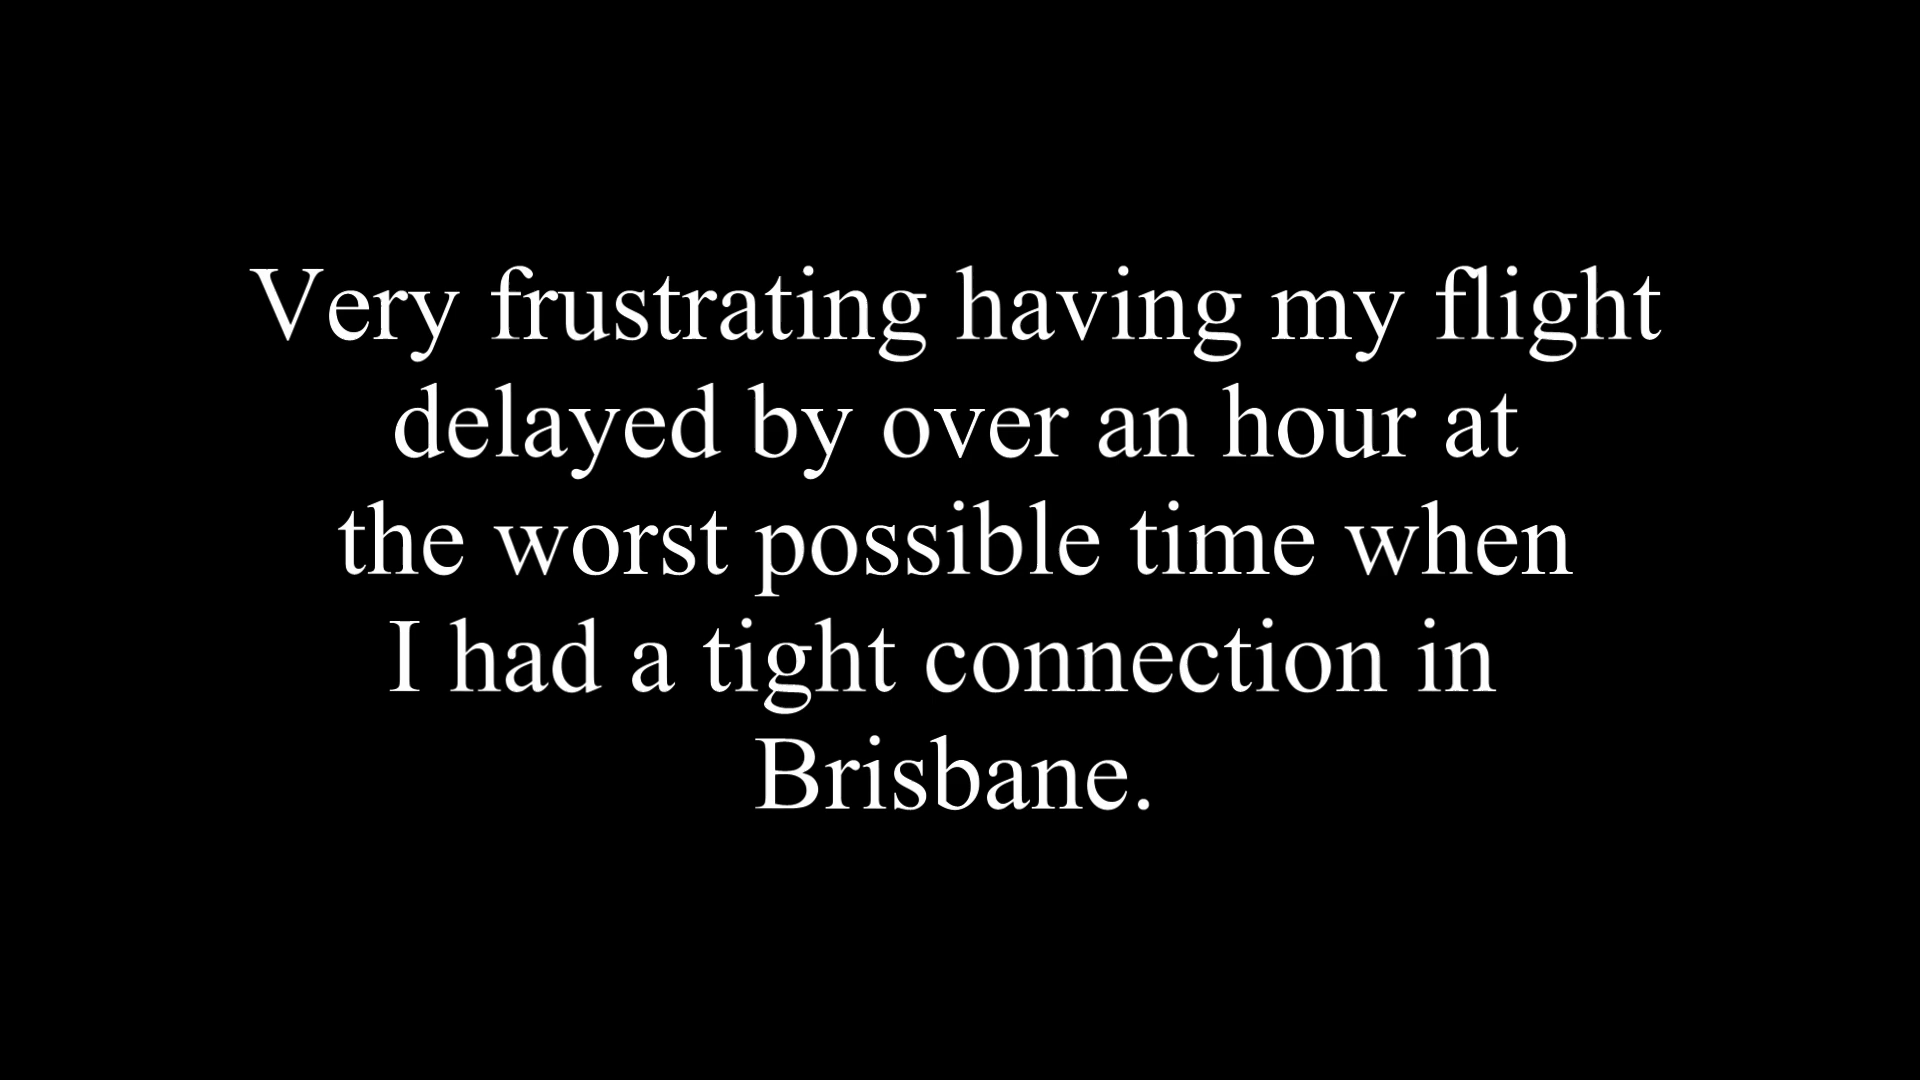 Very frustrating having my flight
delayed by over an hour at
the worst possible time when
I had a tight connection in
Brisbane.